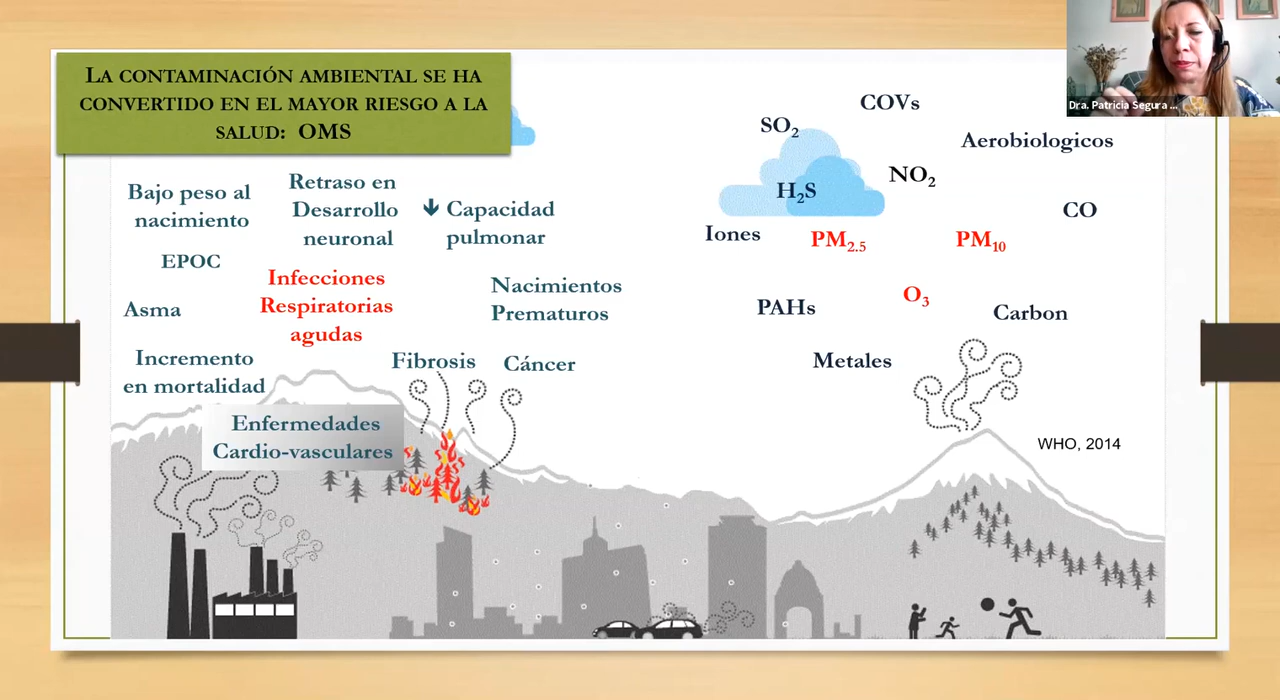 LA CONTAMINACIÓN AMBIENTAL SE HA
CONVERTIDO EN EL MAYOR RIESGO A LA
SALUD: OMS
Dra. Patricia Segura ...
Bajo peso al
nacimiento
Retraso en
Desarrollo
neuronal
🡻 Capacidad
pulmonar
EPOC
Infecciones
Respiratorias
agudas
Nacimientos
Prematuros
Asma
Incremento
en mortalidad
Fibrosis
Cáncer
Enfermedades
Cardio-vasculares
COVs
SO₂
Aerobiologicos
H₂S
NO₂
CO
Iones
PM₂.₅
PM₁₀
PAHs
O₃
Carbon
Metales
WHO, 2014